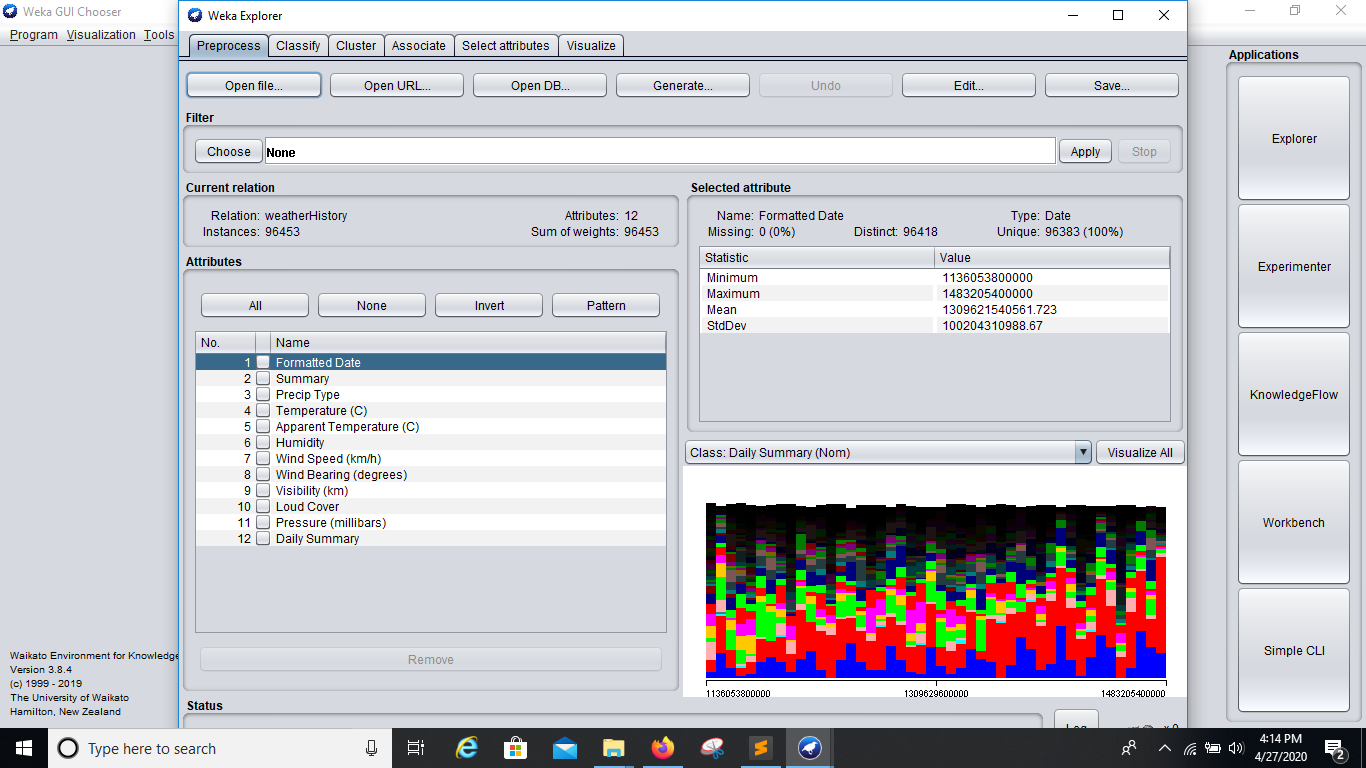 Weka GUI Chooser
Program Visualization Tools
Weka Explorer
Preprocess Classify Cluster Associate Select attributes Visualize
Open file... Open URL... Open DB... Generate... Undo Edit... Save...
Filter
Choose None Apply Stop
Current relation
Relation: weatherHistory Attributes: 12
Instances: 96453 Sum of weights: 96453
Attributes
All None Invert Pattern
No. Name
1 Formatted Date
2 Summary
3 Precip Type
4 Temperature (C)
5 Apparent Temperature (C)
6 Humidity
7 Wind Speed (km/h)
8 Wind Bearing (degrees)
9 Visibility (km)
10 Loud Cover
11 Pressure (millibars)
12 Daily Summary
Remove
Selected attribute
Name: Formatted Date Type: Date
Missing: 0 (0%) Distinct: 96418 Unique: 96383 (100%)
Statistic Value
Minimum 1136053800000
Maximum 1483205400000
Mean 1309621540561.723
StdDev 100204310988.67
Class: Daily Summary (Nom) Visualize All
1136053800000 1309629600000 1483205400000
Status
Applications
Explorer
Experimenter
KnowledgeFlow
Workbench
Simple CLI
Waikato Environment for Knowledge
Version 3.8.4
(c) 1999 - 2019
The University of Waikato
Hamilton, New Zealand
Type here to search
4:14 PM
4/27/2020
2